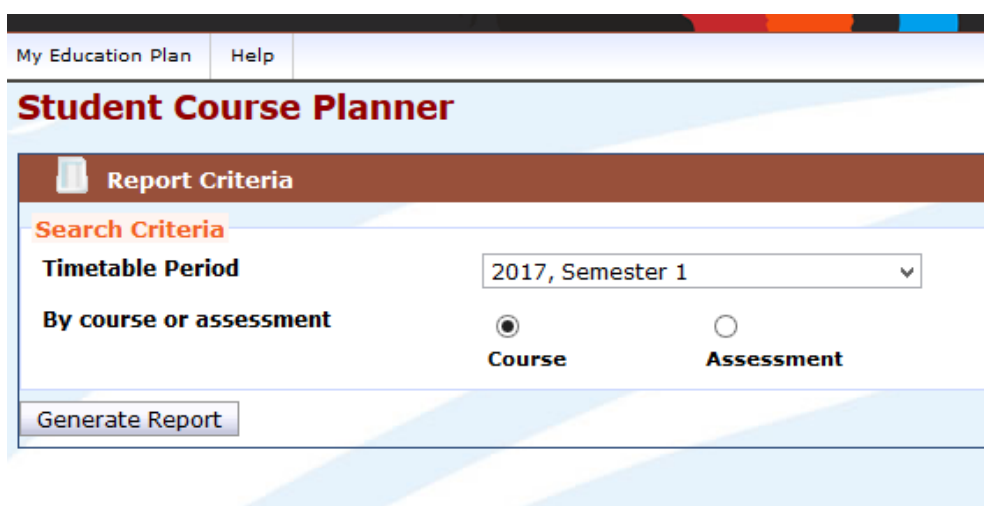 My Education Plan Help
Student Course Planner
Report Criteria
Search Criteria
Timetable Period 2017, Semester 1
By course or assessment
Course Assessment
Generate Report